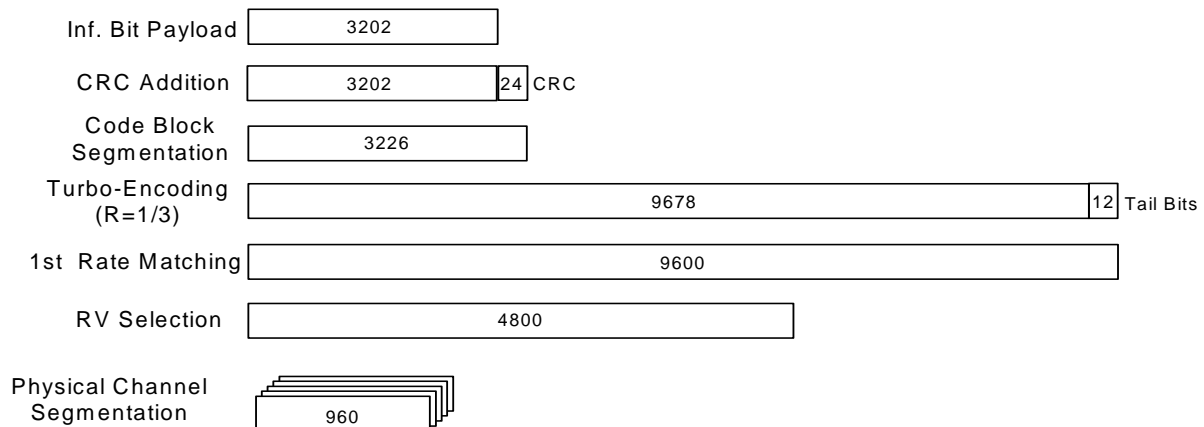 Inf. Bit Payload 3202
CRC Addition 3202 24 CRC
Code Block
Segmentation 3226
Turbo-Encoding
(R=1/3) 9678 12 Tail Bits
1st Rate Matching 9600
RV Selection 4800
Physical Channel
Segmentation 960